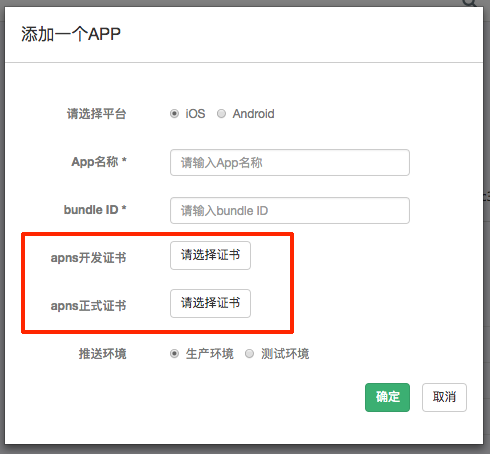 添加一个APP
请选择平台 iOS Android
App名称 * 请输入App名称
bundle ID * 请输入bundle ID
apns开发证书 请选择证书
apns正式证书 请选择证书
推送环境 生产环境 测试环境
确定 取消